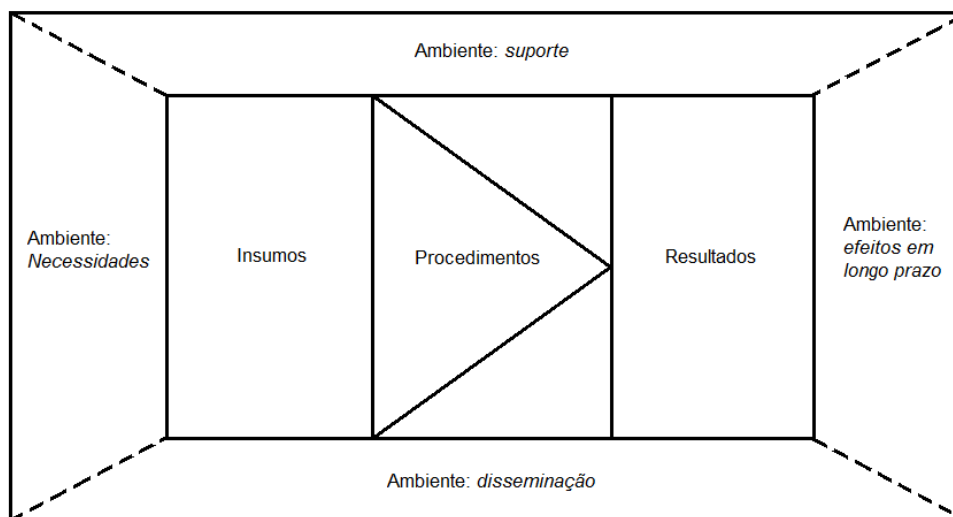 Ambiente: suporte
Ambiente:
Necessidades
Insumos
Procedimentos
Resultados
Ambiente:
efeitos em
longo prazo
Ambiente: disseminação